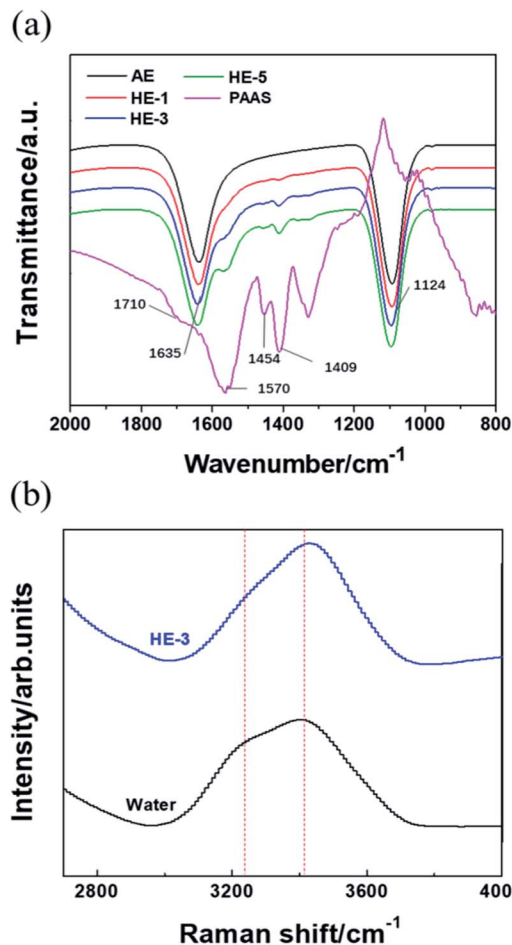 (a)
AE
HE-5
HE-1
PAAS
HE-3
Transmittance/a.u.
1710
1635
1454
1409
1570
1124
2000 1800 1600 1400 1200 1000 800
Wavenumber/cm-1
(b)
Intensity/arb.units
HE-3
Water
2800 3200 3600 400
Raman shift/cm-1